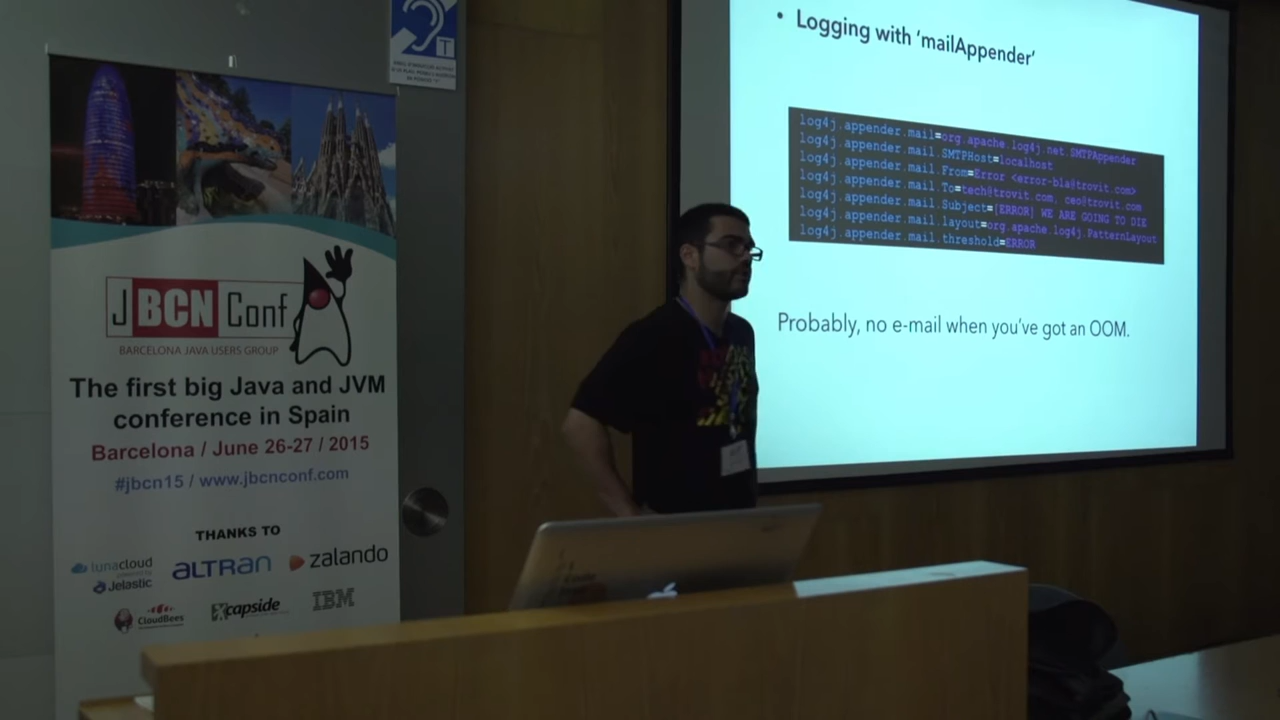 T
JBCNConf
BARCELONA JAVA USERS GROUP
The first big Java and JVM
conference in Spain
Barcelona / June 26-27 / 2015
#jbcn15 / www.jbcnconf.com
THANKS TO
lunacloud
powered by
Jelastic
ALTRAN
zalando
CloudBees
capside
IBM
• Logging with ‘mailAppender’
log4j.appender.mail=org.apache.log4j.net.SMTPAppender
log4j.appender.mail.SMTPHost=localhost
log4j.appender.mail.From=Error <error-bla@trovit.com>
log4j.appender.mail.To=tech@trovit.com, ceo@trovit.com
log4j.appender.mail.Subject=[ERROR] WE ARE GOING TO DIE
log4j.appender.mail.layout=org.apache.log4j.PatternLayout
log4j.appender.mail.threshold=ERROR
Probably, no e-mail when you’ve got an OOM.